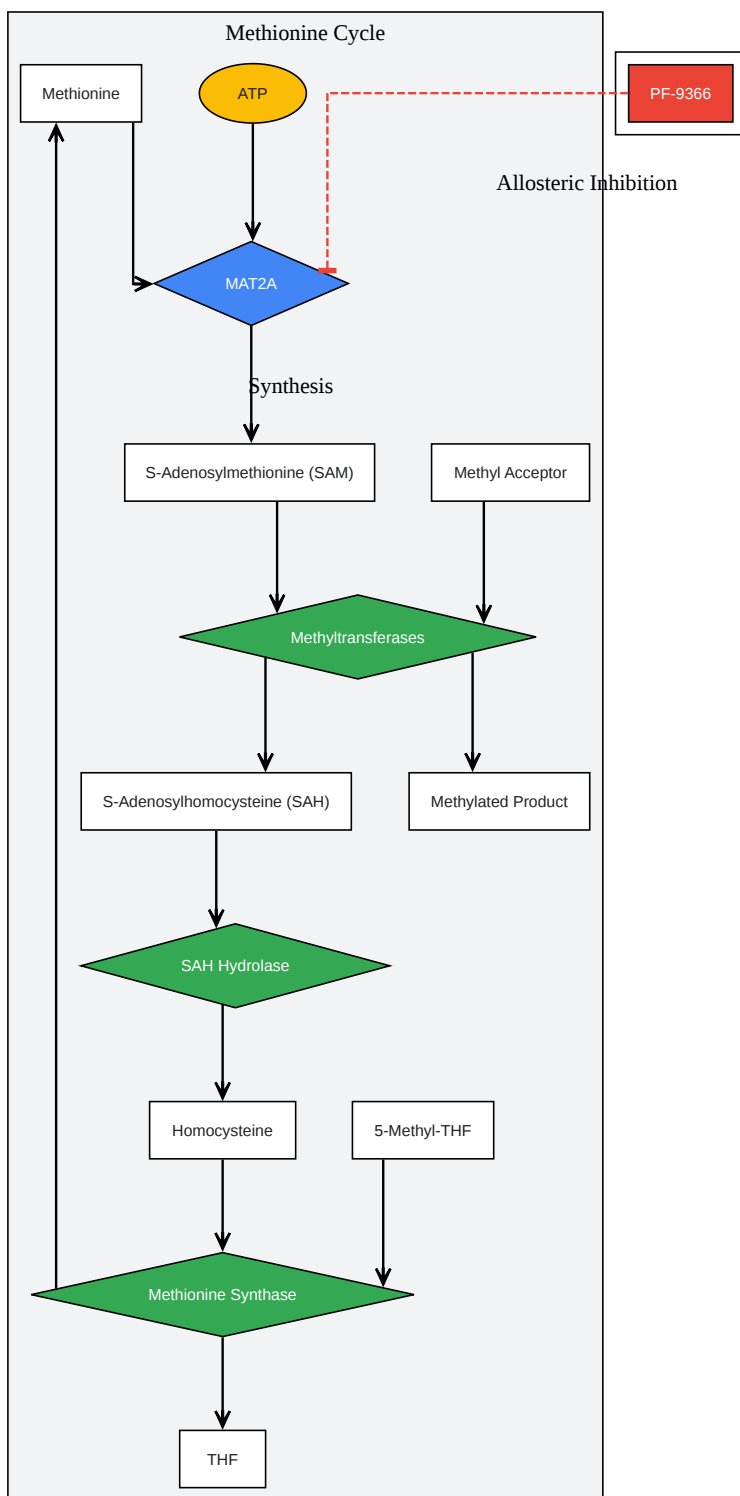 Methionine Cycle
Methionine
ATP
PF-9366
Allosteric Inhibition
MAT2A
Synthesis
S-Adenosylmethionine (SAM)
Methyl Acceptor
Methyltransferases
S-Adenosylhomocysteine (SAH)
Methylated Product
SAH Hydrolase
Homocysteine
5-Methyl-THF
Methionine Synthase
THF